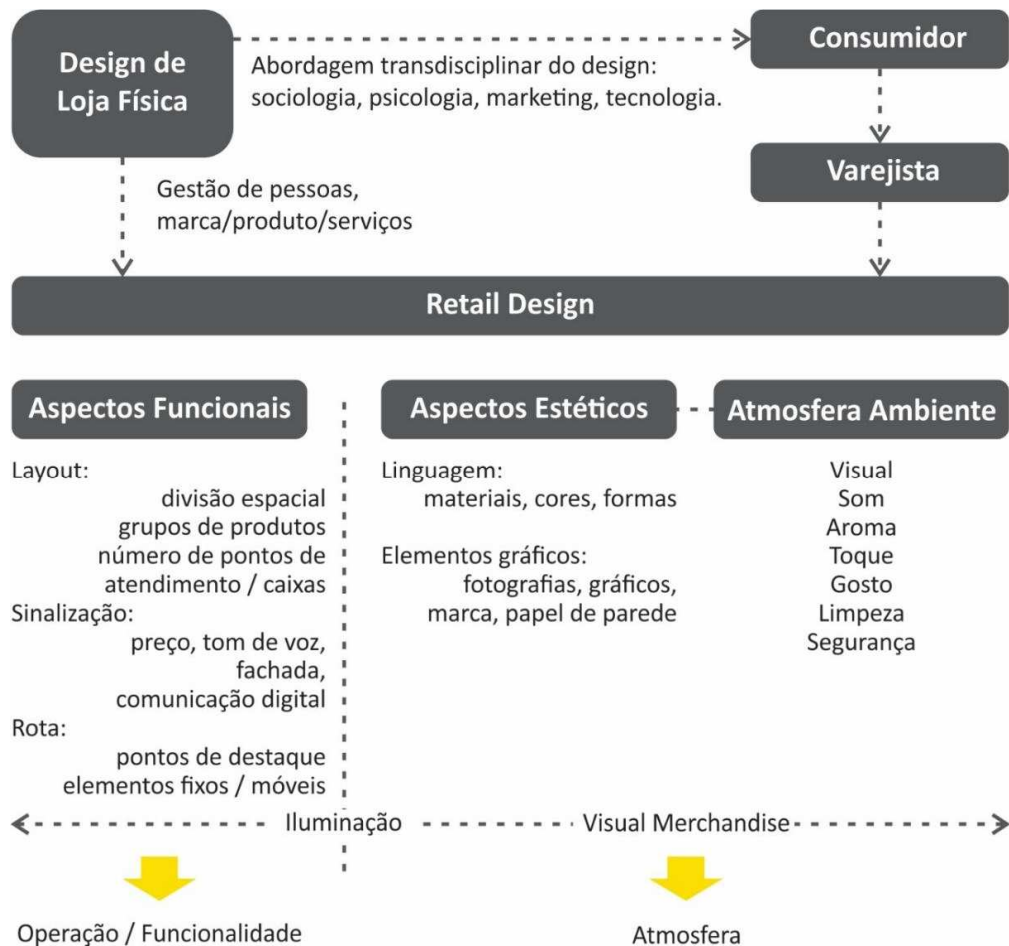 Design de
Loja Física
Abordagem transdisciplinar do design:
sociologia, psicologia, marketing, tecnologia.
Consumidor
Varejista
Gestão de pessoas,
marca/produto/serviços
Retail Design
Aspectos Funcionais
Layout:
divisão espacial
grupos de produtos
número de pontos de
atendimento / caixas
Sinalização:
preço, tom de voz,
fachada,
comunicação digital
Rota:
pontos de destaque
elementos fixos / móveis
Aspectos Estéticos
Linguagem:
materiais, cores, formas
Elementos gráficos:
fotografias, gráficos,
marca, papel de parede
Atmosfera Ambiente
Visual
Som
Aroma
Toque
Gosto
Limpeza
Segurança
Iluminação
Visual Merchandise
Operação / Funcionalidade
Atmosfera